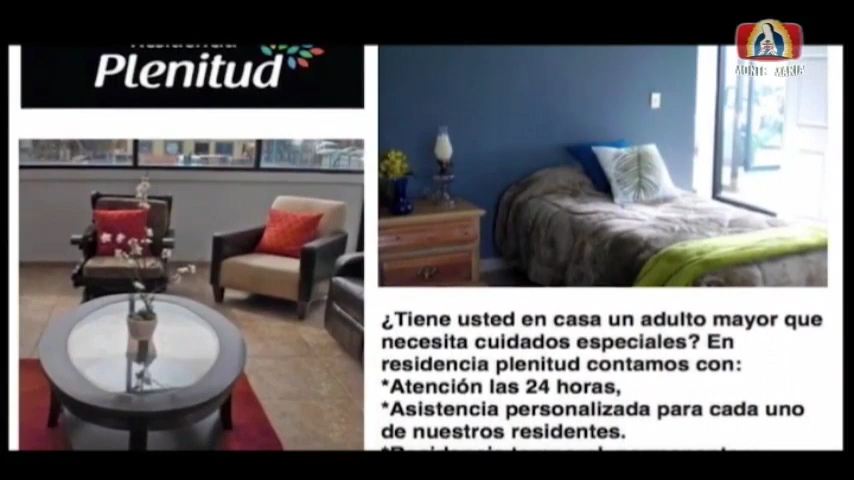 Plenitud
MONTE MARÍA
¿Tiene usted en casa un adulto mayor que
necesita cuidados especiales? En
residencia plenitud contamos con:
*Atención las 24 horas,
*Asistencia personalizada para cada uno
de nuestros residentes.